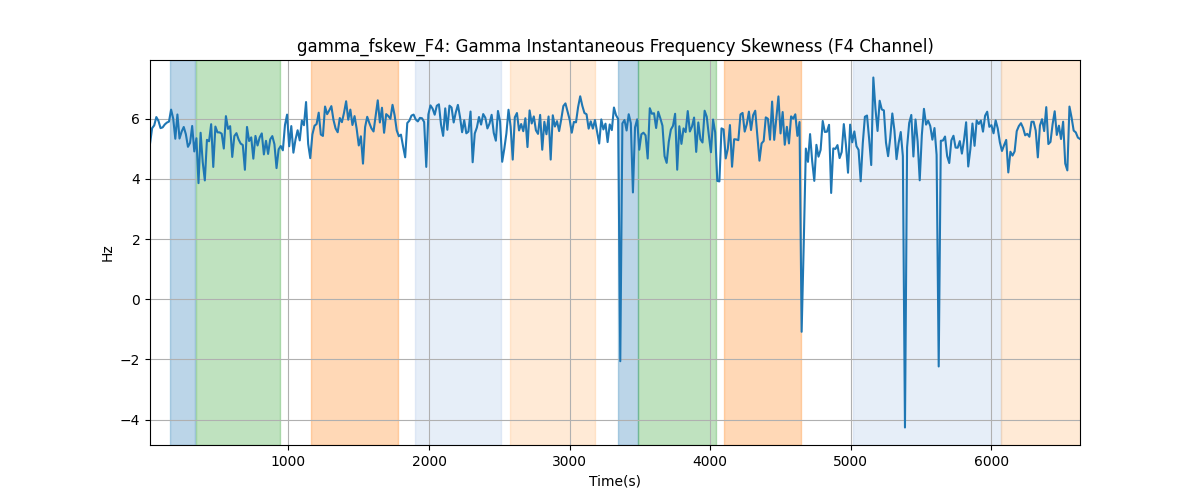 gamma_fskew_F4: Gamma Instantaneous Frequency Skewness (F4 Channel)
6
4
2
0
−2
−4
Hz
1000 2000 3000 4000 5000 6000
Time(s)